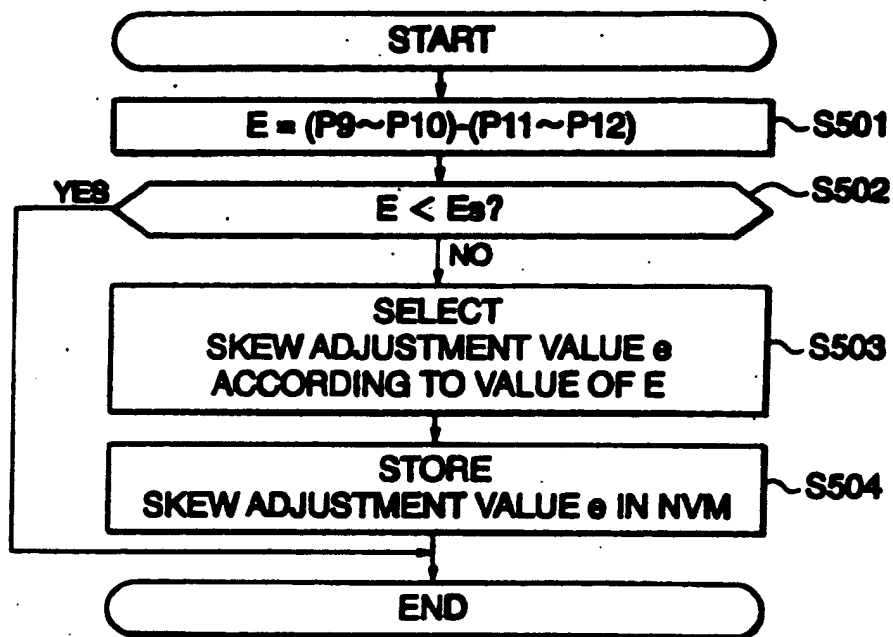 START
E = (P9~P10)-(P11~P12)
S501
YES
E < Es?
S502
NO
SELECT
SKEW ADJUSTMENT VALUE e
ACCORDING TO VALUE OF E
S503
STORE
SKEW ADJUSTMENT VALUE e IN NVM
S504
END